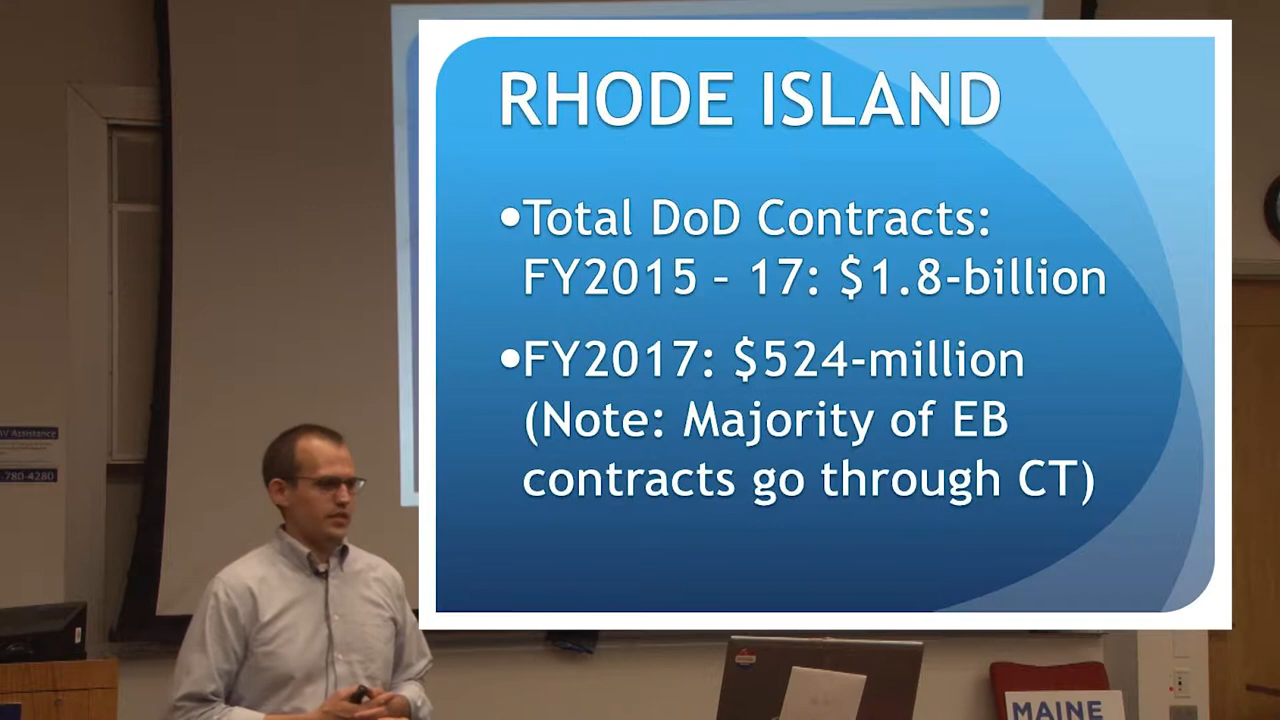 RHODE ISLAND
•Total DoD Contracts:
FY2015 – 17: $1.8-billion
•FY2017: $524-million
(Note: Majority of EB
contracts go through CT)
AV Assistance
-780-4280
MAINE